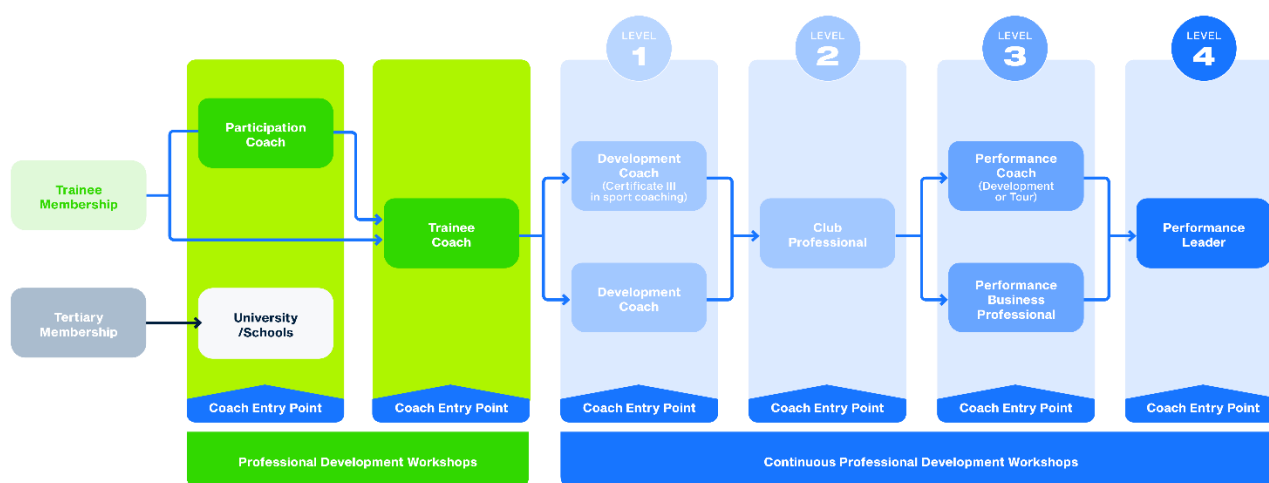 LEVEL
1
LEVEL
2
LEVEL
3
LEVEL
4
Participation
Coach
Trainee
Membership
Trainee
Coach
Tertiary
Membership
University
/Schools
Development
Coach
(Certificate III
in sport coaching)
Development
Coach
Club
Professional
Performance
Coach
(Development
or Tour)
Performance
Business
Professional
Performance
Leader
Coach Entry Point
Coach Entry Point
Coach Entry Point
Coach Entry Point
Coach Entry Point
Coach Entry Point
Professional Development Workshops
Continuous Professional Development Workshops